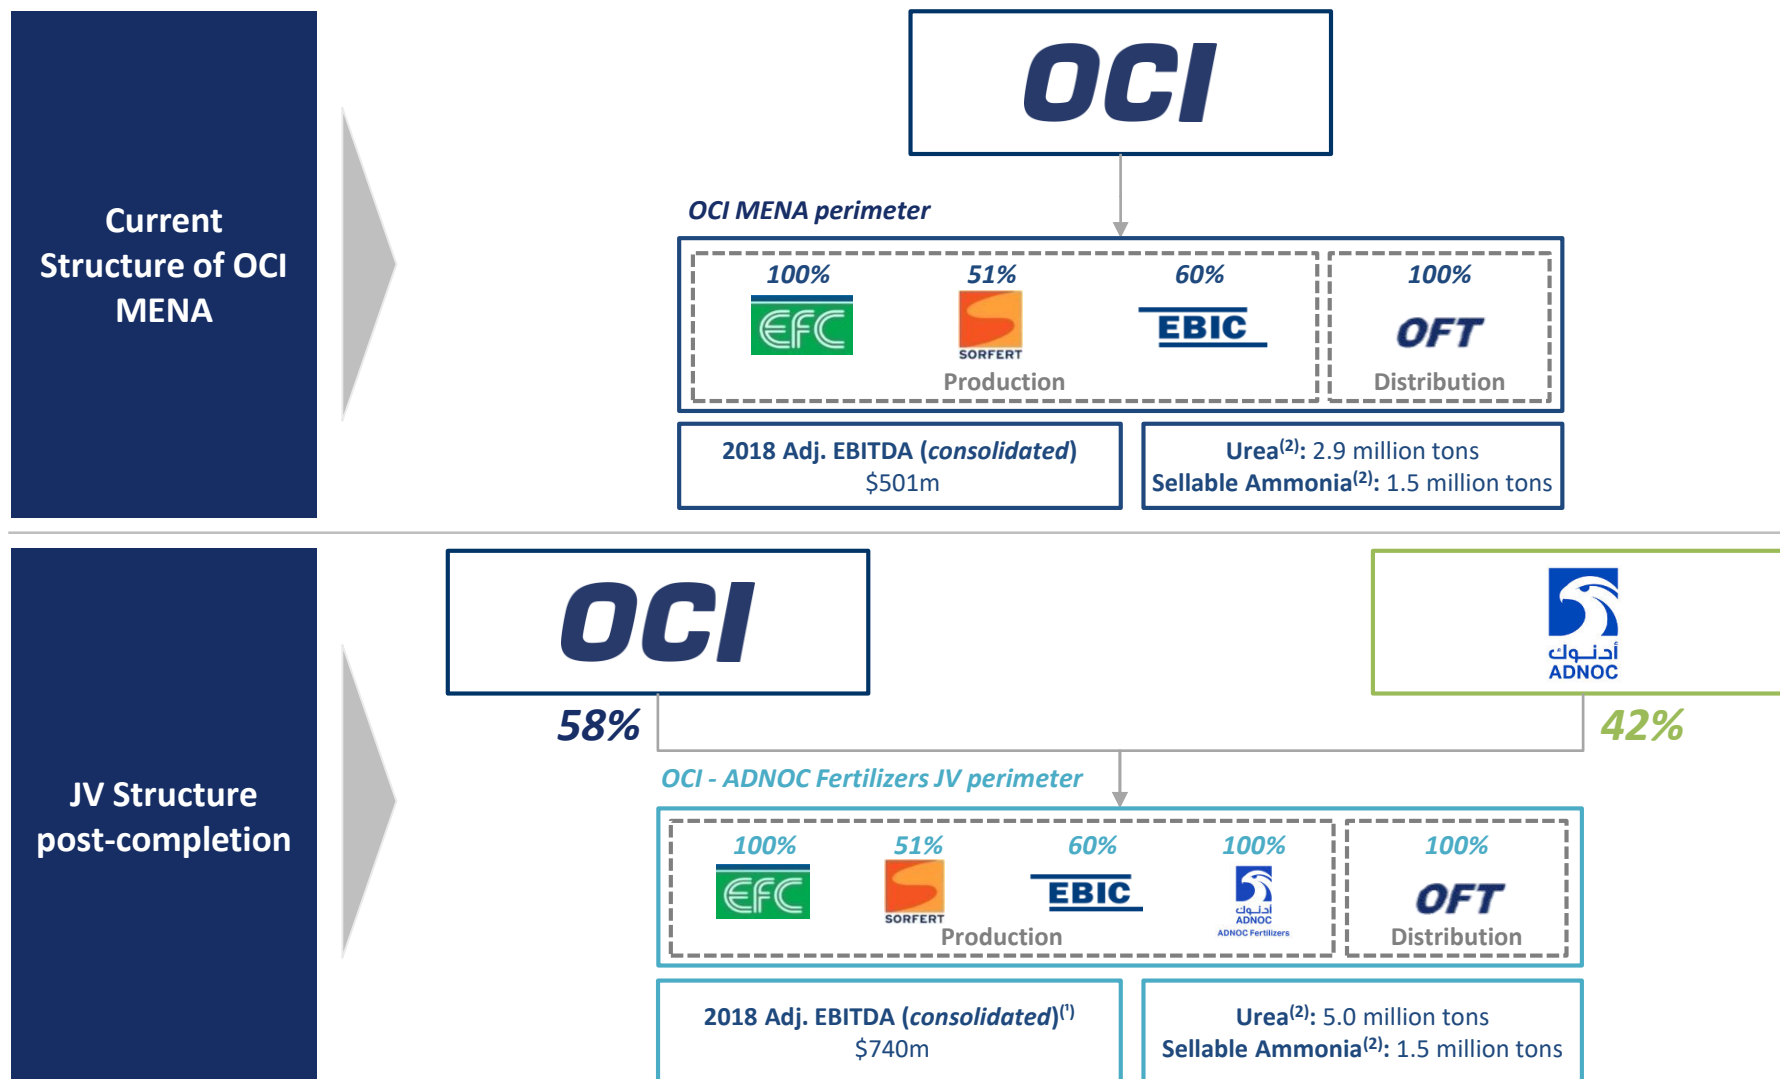 Current
Structure of OCI
MENA
OCI
OCI MENA perimeter
100%
51%
60%
100%
EFC
SORFERT
EBIC
OFT
Production
Distribution
2018 Adj. EBITDA (consolidated)
$501m
Urea(2): 2.9 million tons
Sellable Ammonia(2): 1.5 million tons
JV Structure
post-completion
OCI
أدنوك
ADNOC
58%
42%
OCI - ADNOC Fertilizers JV perimeter
100%
51%
60%
100%
100%
EFC
SORFERT
EBIC
أدنوك
ADNOC
ADNOC Fertilizers
OFT
Production
Distribution
2018 Adj. EBITDA (consolidated)(1)
$740m
Urea(2): 5.0 million tons
Sellable Ammonia(2): 1.5 million tons